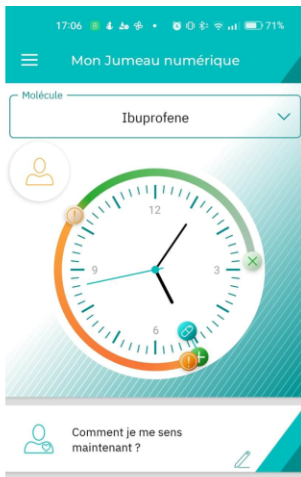 17:06 71%
Mon Jumeau numérique
Molécule
Ibuprofene
12
9
3
6
Comment je me sens
maintenant ?